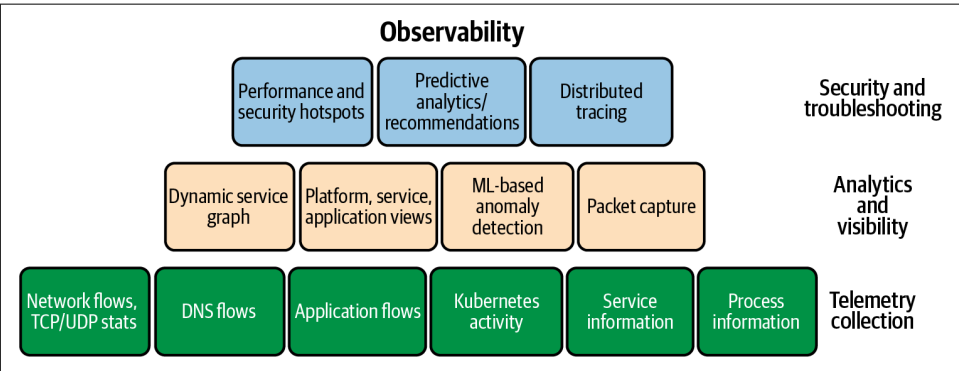 Observability
Performance and
security hotspots
Predictive
analytics/
recommendations
Distributed
tracing
Security and
troubleshooting
Dynamic service
graph
Platform, service,
application views
ML-based
anomaly
detection
Packet capture
Analytics
and
visibility
Network flows,
TCP/UDP stats
DNS flows
Application flows
Kubernetes
activity
Service
information
Process
information
Telemetry
collection